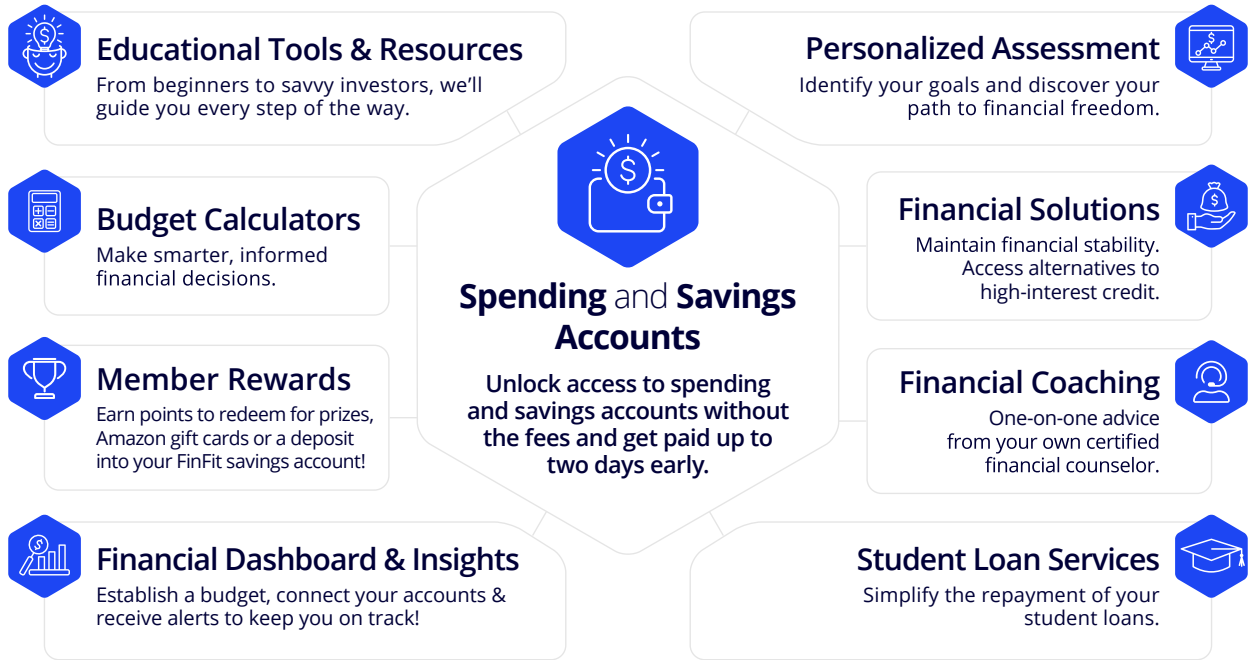 Educational Tools & Resources
From beginners to savvy investors, we'll
guide you every step of the way.
Budget Calculators
Make smarter, informed
financial decisions.
Member Rewards
Earn points to redeem for prizes,
Amazon gift cards or a deposit
into your FinFit savings account!
Financial Dashboard & Insights
Establish a budget, connect your accounts &
receive alerts to keep you on track!
Spending and Savings
Accounts
Unlock access to spending
and savings accounts without
the fees and get paid up to
two days early.
Personalized Assessment
Identify your goals and discover your
path to financial freedom.
Financial Solutions
Maintain financial stability.
Access alternatives to
high-interest credit.
Financial Coaching
One-on-one advice
from your own certified
financial counselor.
Student Loan Services
Simplify the repayment of your
student loans.